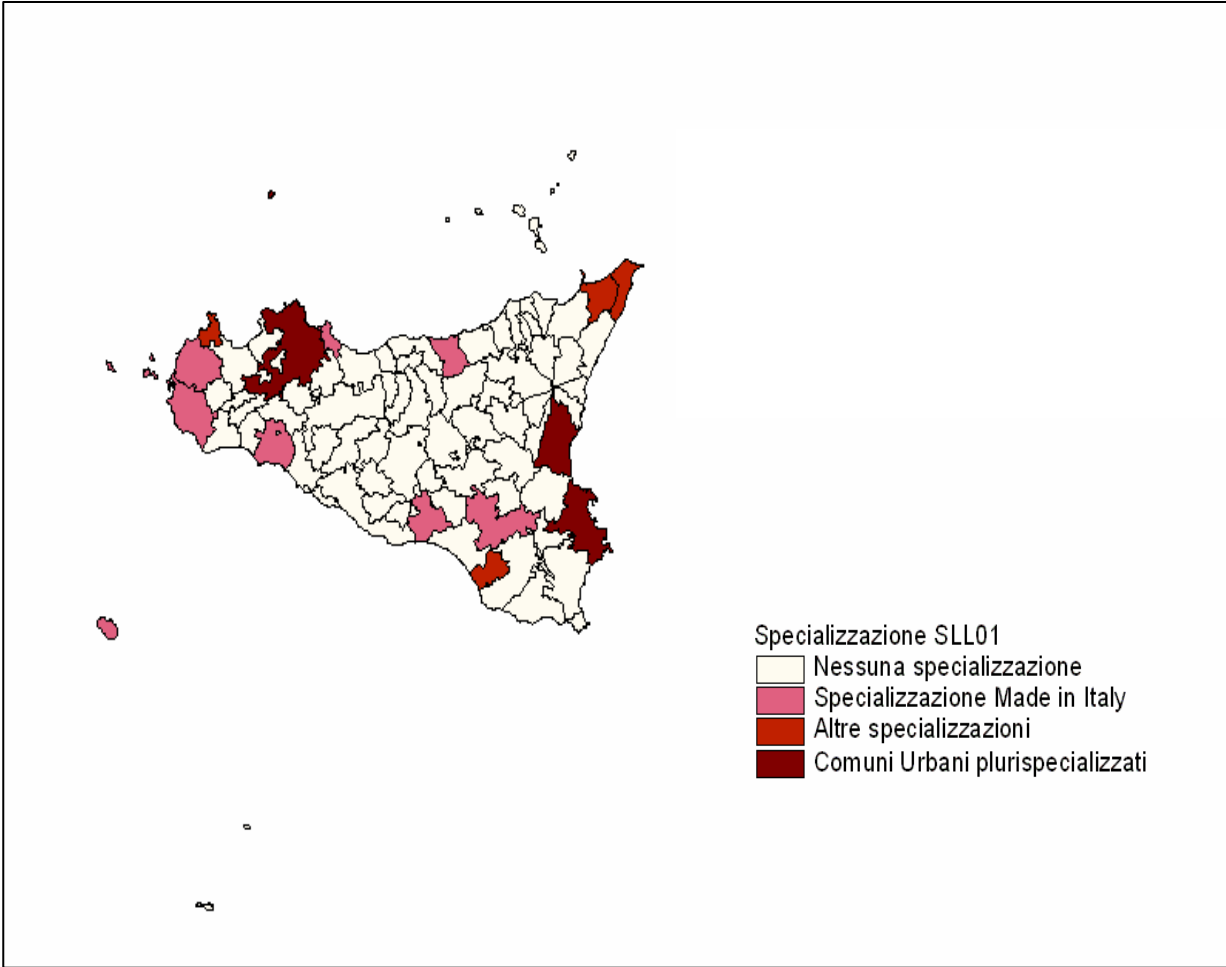 Specializzazione SLL01
Nessuna specializzazione
Specializzazione Made in Italy
Altre specializzazioni
Comuni Urbani plurispecializzati